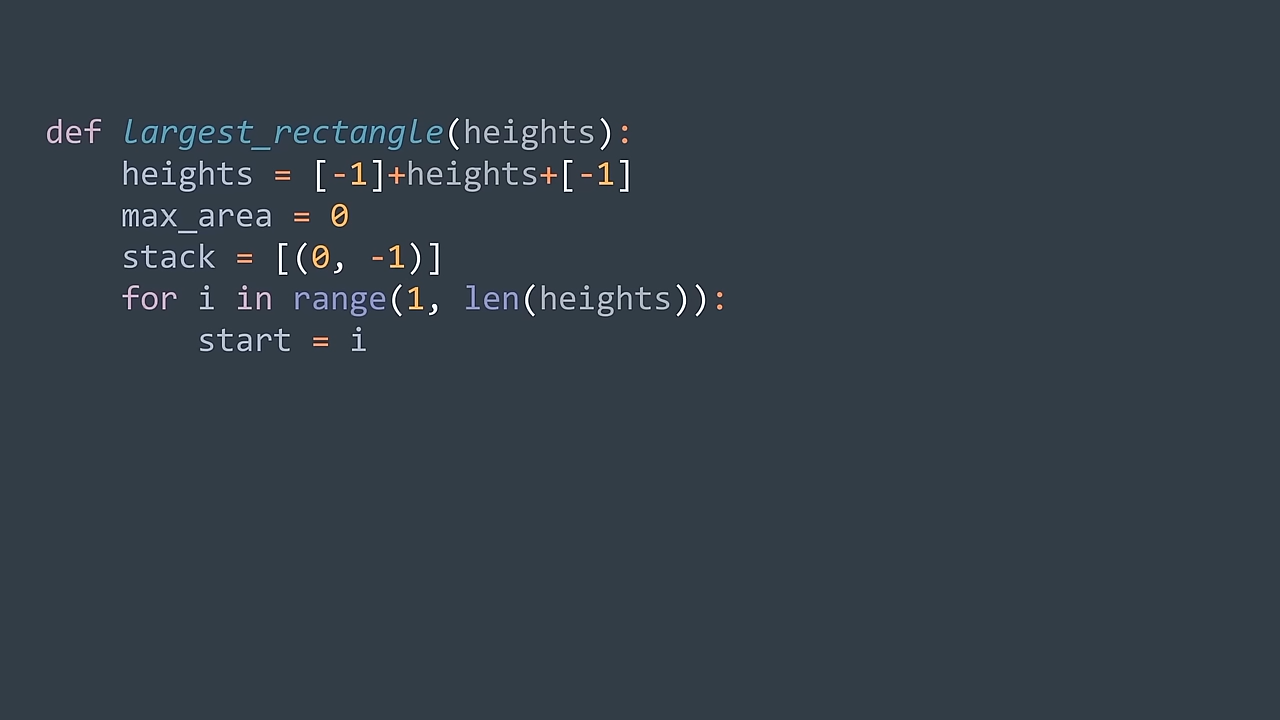 def largest_rectangle(heights):
    heights = [-1]+heights+[-1]
    max_area = 0
    stack = [(0, -1)]
    for i in range(1, len(heights)):
        start = i